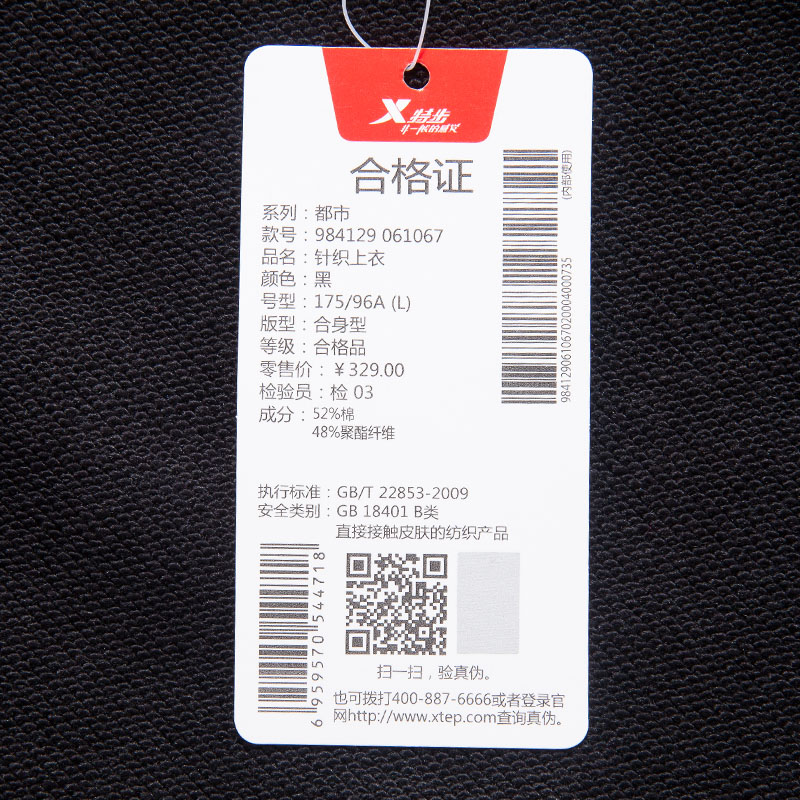 X 特步
非一般的感觉
合格证
(内部使用)
系列：都市
款号：984129 061067
品名：针织上衣
颜色：黑
号型：175/96A (L)
版型：合身型
等级：合格品
零售价：￥329.00
检验员：检 03
成分：52%棉
48%聚酯纤维
98412906106702000400­0735
执行标准：GB/T 22853-2009
安全类别：GB 18401 B类
直接接触皮肤的纺织产品
6 959570 544718
扫一扫，验真伪。
也可拨打400-887-6666或者登录官
网http://www.xtep.com查询真伪。